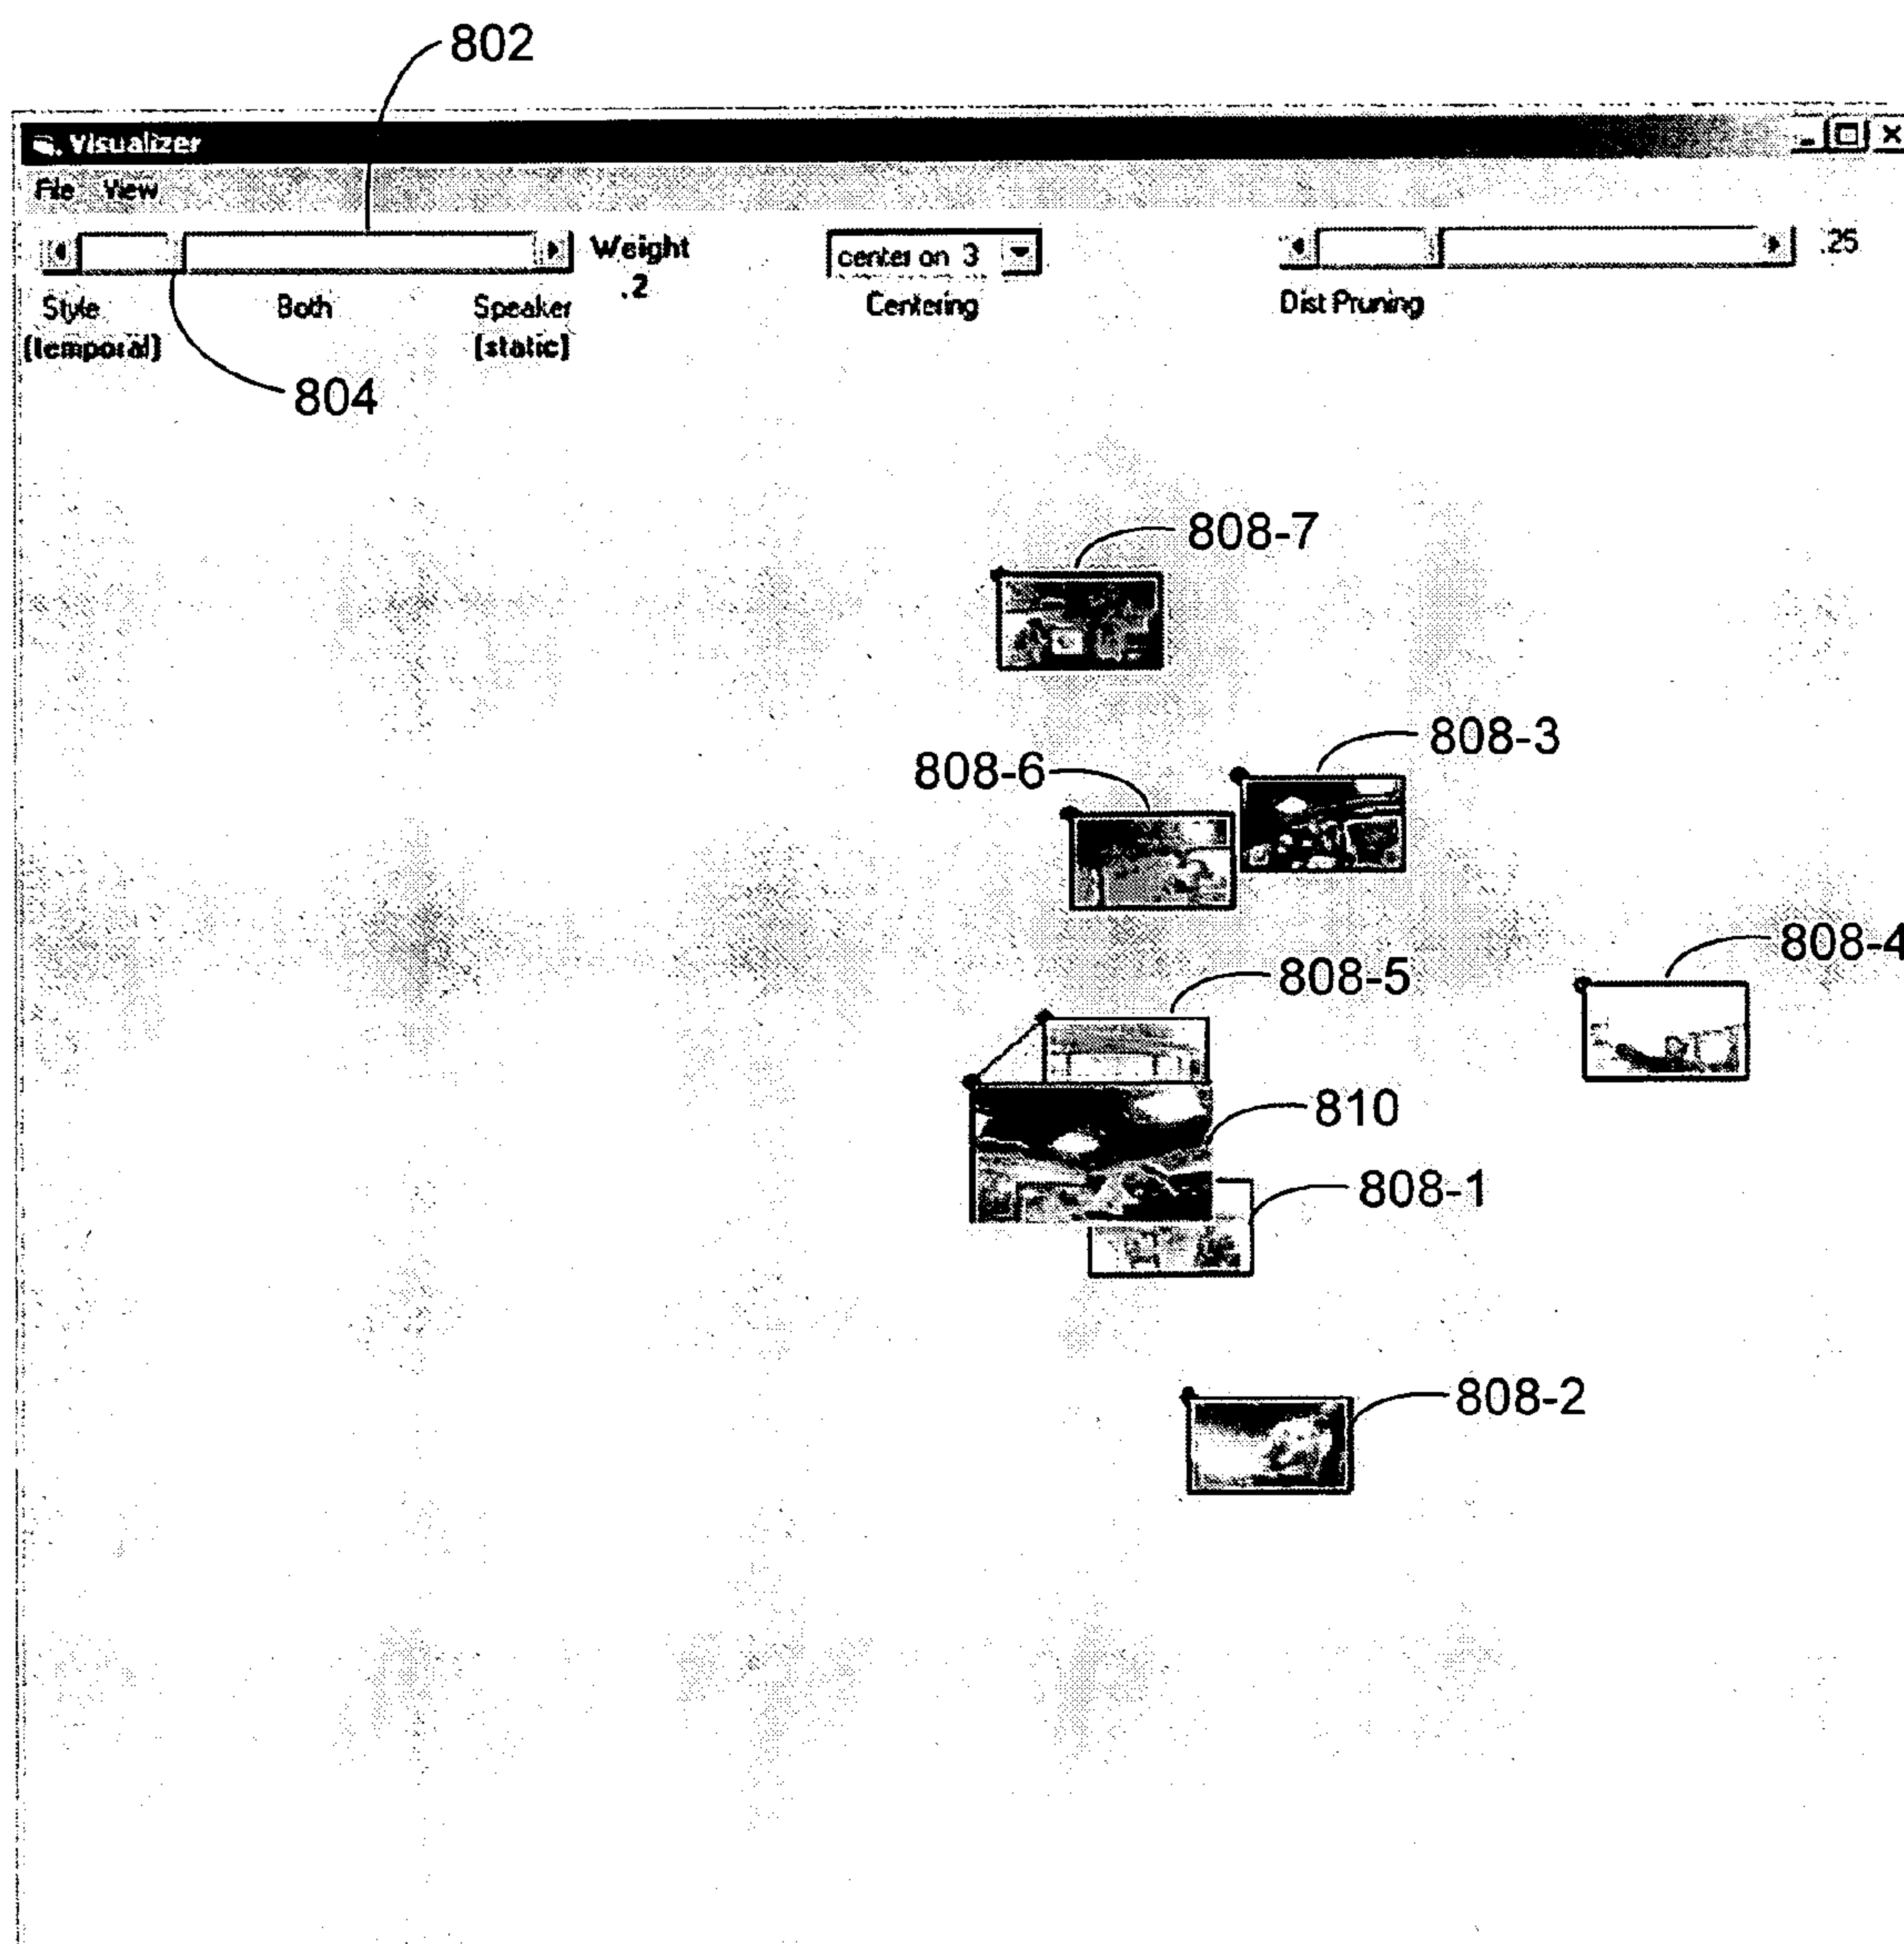 802
Visualizer
File View
Weight
.2
center on 3
.25
Style
Both
Speaker
Centering
Dist Pruning
(temporal)
[static]
804
808-7
808-3
808-6
808-4
808-5
810
808-1
808-2